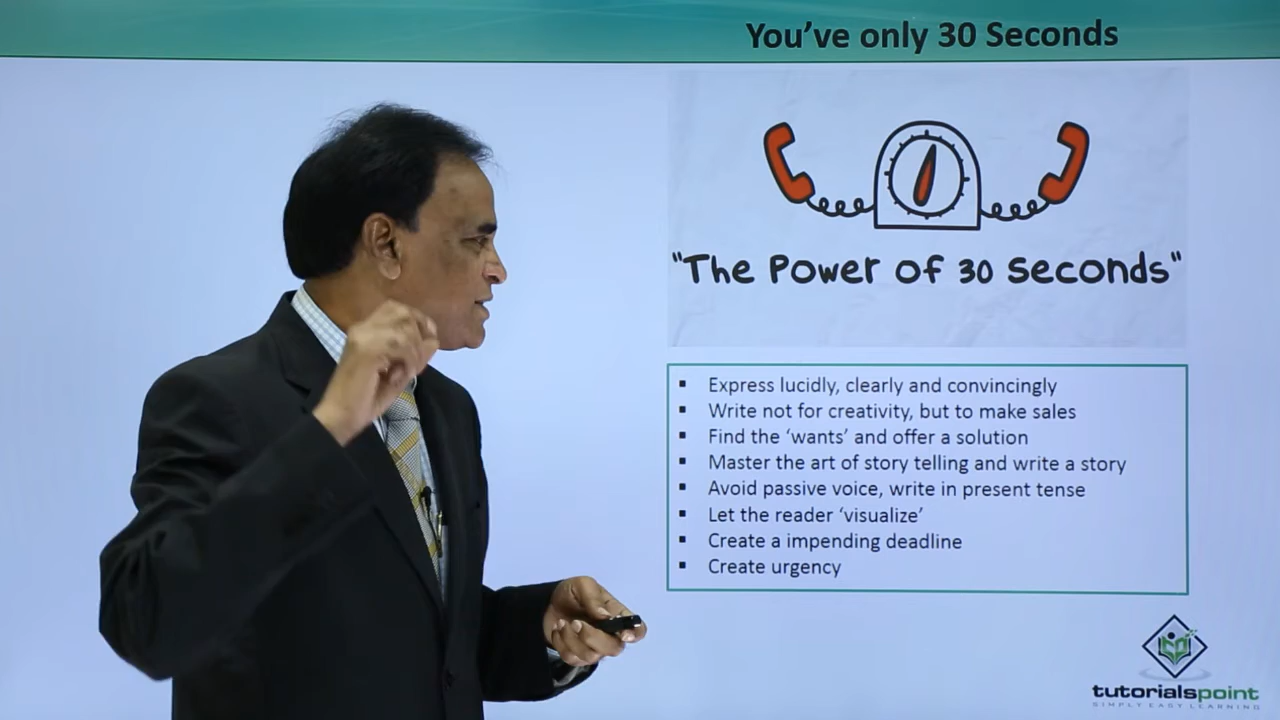 You've only 30 Seconds
"The Power of 30 Seconds"
▪ Express lucidly, clearly and convincingly
▪ Write not for creativity, but to make sales
▪ Find the ‘wants’ and offer a solution
▪ Master the art of story telling and write a story
▪ Avoid passive voice, write in present tense
▪ Let the reader ‘visualize’
▪ Create a impending deadline
▪ Create urgency
tutorialspoint
SIMPLY EASY LEARNING